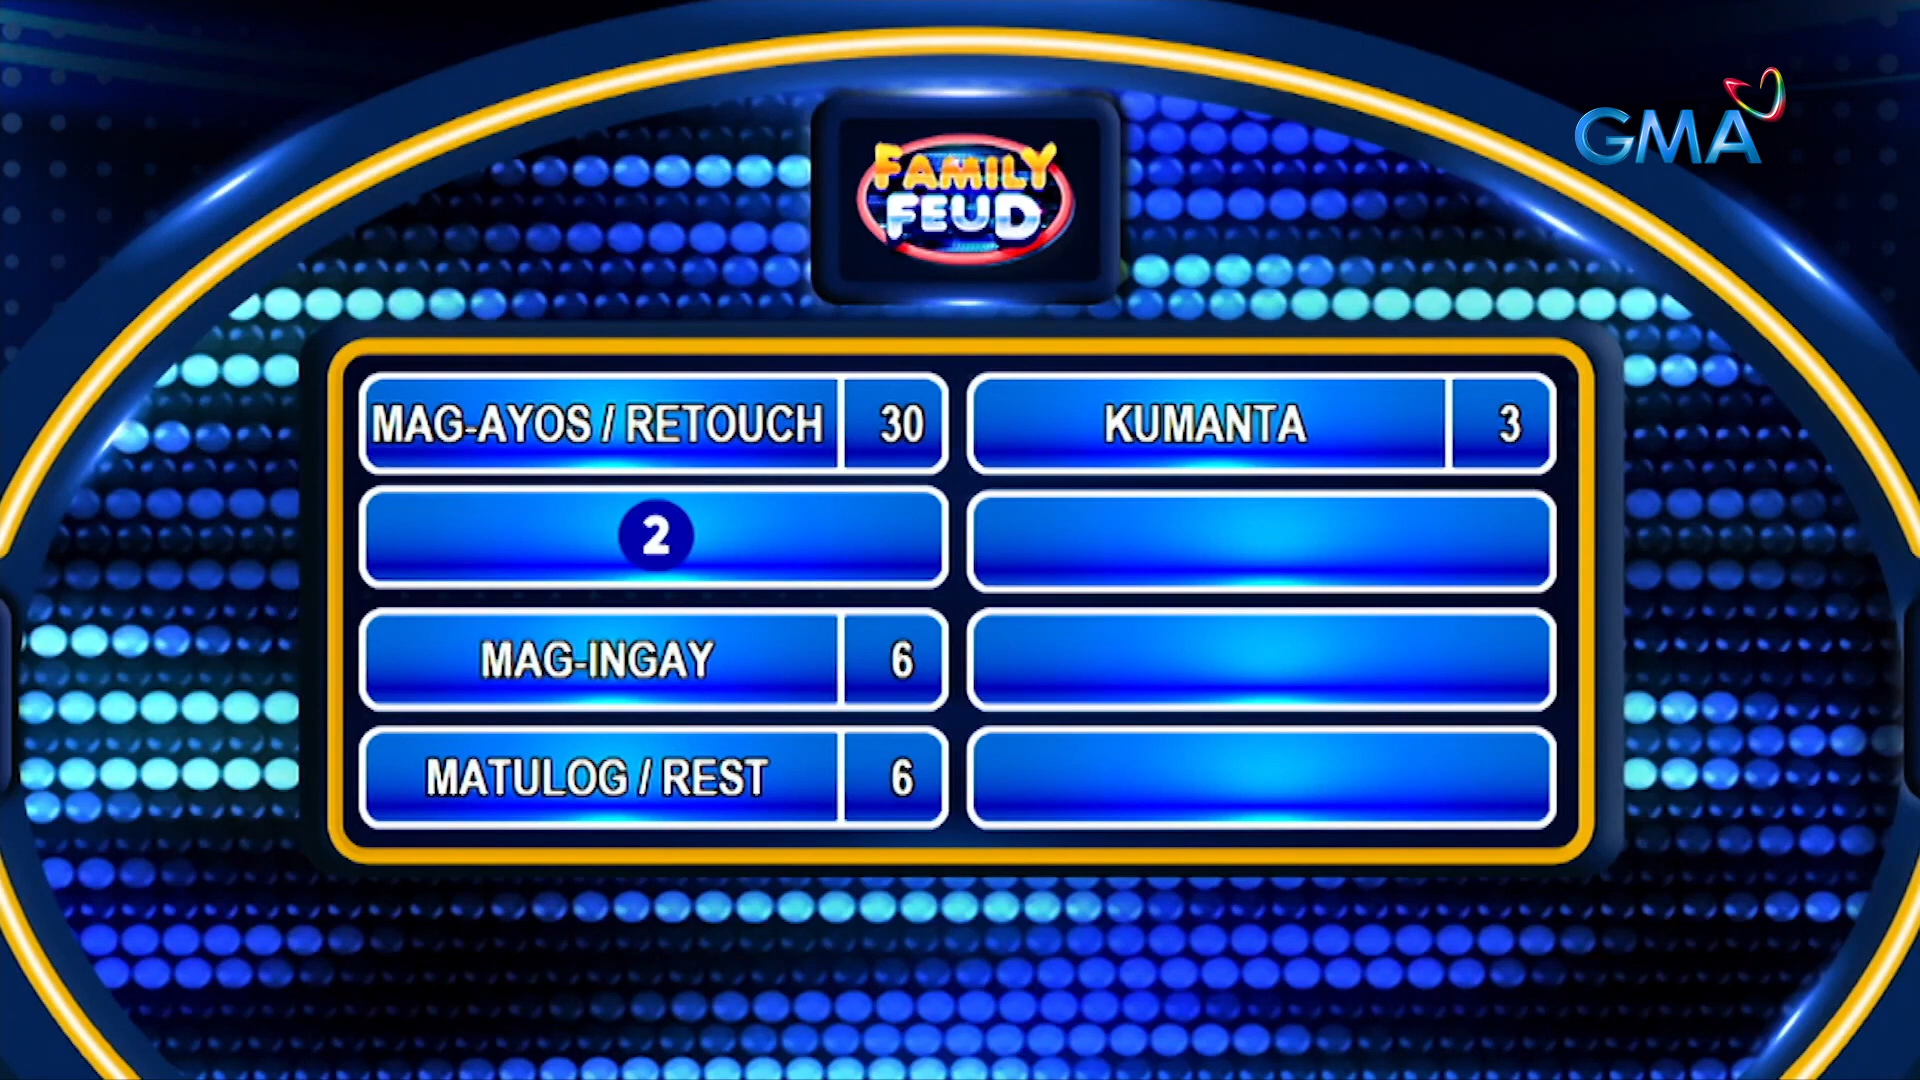 GMA
FAMILY
FEUD
MAG-AYOS / RETOUCH 30
2
MAG-INGAY 6
MATULOG / REST 6
KUMANTA 3